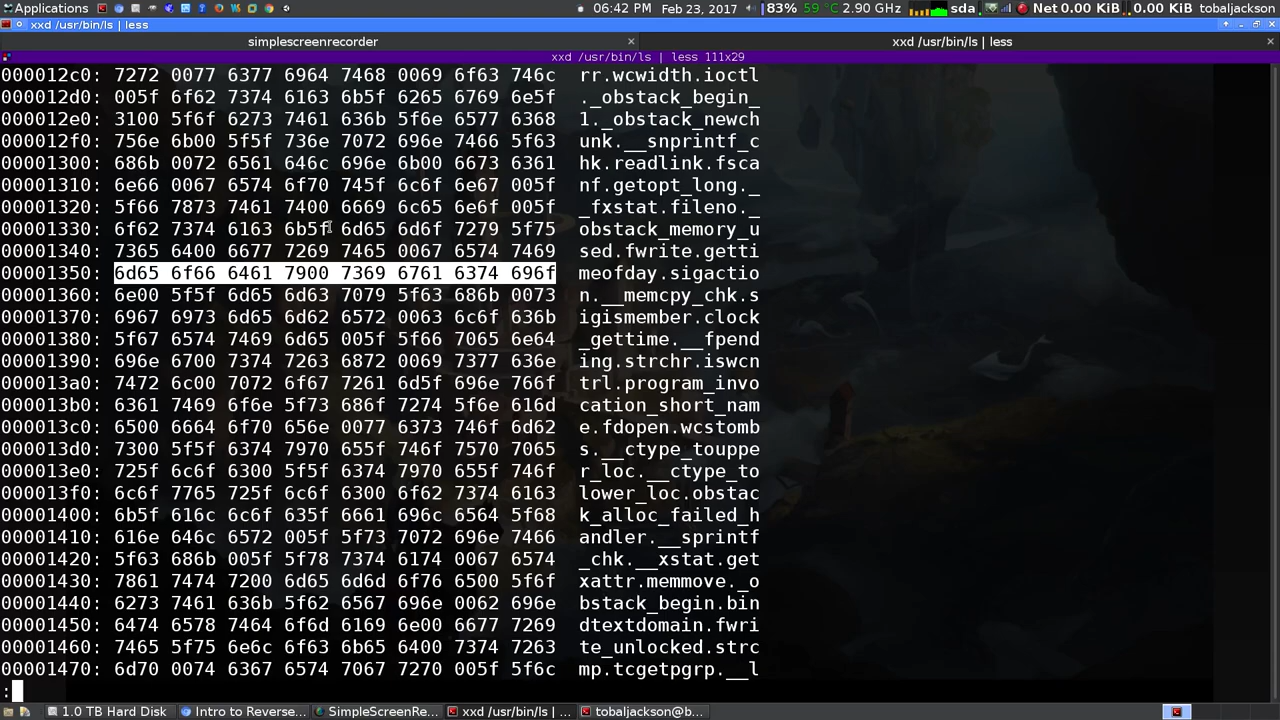 Applications 06:42 PM Feb 23, 2017 83% 59 °C 2.90 GHz sda Net 0.00 KiB 0.00 KiB tobaljackson
xxd /usr/bin/ls | less
simplescreenrecorder xxd /usr/bin/ls | less
xxd /usr/bin/ls | less 111x29
000012c0: 7272 0077 6377 6964 7468 0069 6f63 746c rr.wcwidth.ioctl
000012d0: 005f 6f62 7374 6163 6b5f 6265 6769 6e5f ._obstack_begin_
000012e0: 3100 5f6f 6273 7461 636b 5f6e 6577 6368 1._obstack_newch
000012f0: 756e 6b00 5f5f 736e 7072 696e 7466 5f63 unk.__snprintf_c
00001300: 686b 0072 6561 646c 696e 6b00 6673 6361 hk.readlink.fsca
00001310: 6e66 0067 6574 6f70 745f 6c6f 6e67 005f nf.getopt_long._
00001320: 5f66 7873 7461 7400 6669 6c65 6e6f 005f _fxstat.fileno._
00001330: 6f62 7374 6163 6b5f 6d65 6d6f 7279 5f75 obstack_memory_u
00001340: 7365 6400 6677 7269 7465 0067 6574 7469 sed.fwrite.getti
00001350: 6d65 6f66 6461 7900 7369 6761 6374 696f meofday.sigactio
00001360: 6e00 5f5f 6d65 6d63 7079 5f63 686b 0073 n.__memcpy_chk.s
00001370: 6967 6973 6d65 6d62 6572 0063 6c6f 636b igismember.clock
00001380: 5f67 6574 7469 6d65 005f 5f66 7065 6e64 _gettime.__fpend
00001390: 696e 6700 7374 7263 6872 0069 7377 636e ing.strchr.iswcn
000013a0: 7472 6c00 7072 6f67 7261 6d5f 696e 766f trl.program_invo
000013b0: 6361 7469 6f6e 5f73 686f 7274 5f6e 616d cation_short_nam
000013c0: 6500 6664 6f70 656e 0077 6373 746f 6d62 e.fdopen.wcstomb
000013d0: 7300 5f5f 6374 7970 655f 746f 7570 7065 s.__ctype_touppe
000013e0: 725f 6c6f 6300 5f5f 6374 7970 655f 746f r_loc.__ctype_to
000013f0: 6c6f 7765 725f 6c6f 6300 6f62 7374 6163 lower_loc.obstac
00001400: 6b5f 616c 6c6f 635f 6661 696c 6564 5f68 k_alloc_failed_h
00001410: 616e 646c 6572 005f 5f73 7072 696e 7466 andler.__sprintf
00001420: 5f63 686b 005f 5f78 7374 6174 0067 6574 _chk.__xstat.get
00001430: 7861 7474 7200 6d65 6d6d 6f76 6500 5f6f xattr.memmove._o
00001440: 6273 7461 636b 5f62 6567 696e 0062 696e bstack_begin.bin
00001450: 6474 6578 7464 6f6d 6169 6e00 6677 7269 dtextdomain.fwri
00001460: 7465 5f75 6e6c 6f63 6b65 6400 7374 7263 te_unlocked.strc
00001470: 6d70 0074 6367 6574 7067 7270 005f 5f6c mp.tcgetpgrp.__l
:
1.0 TB Hard Disk Intro to Reverse... SimpleScreenRe... xxd /usr/bin/ls | ... tobaljackson@b...